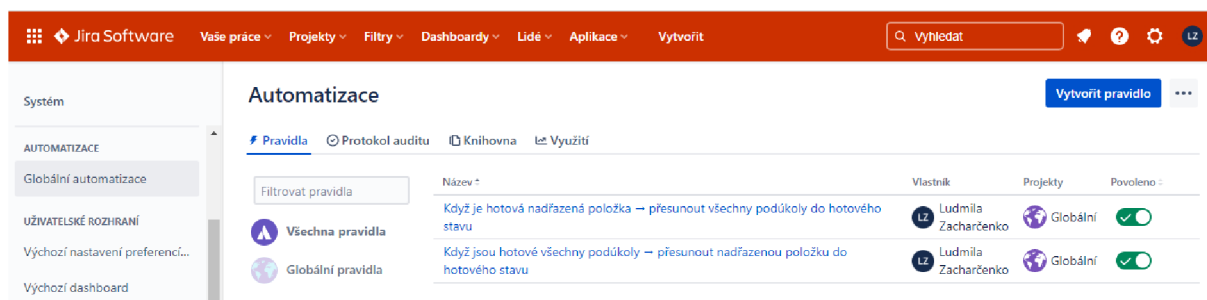 Jira Software Vaše práce Projekty Filtry Dashboardy Lidé Aplikace Vytvořit Vyhledat LZ
Systém
AUTOMATIZACE
Globální automatizace
UŽIVATELSKÉ ROZHRANÍ
Výchozí nastavení preferencí...
Výchozí dashboard
Automatizace
Vytvořit pravidlo
Pravidla Protokol auditu Knihovna Využití
Filtrovat pravidla
Všechna pravidla
Globální pravidla
Název Vlastník Projekty Povoleno
Když je hotová nadřazená položka → přesunout všechny podúkoly do hotového
stavu
LZ Ludmila
Zacharčenko
Globální
Když jsou hotové všechny podúkoly → přesunout nadřazenou položku do
hotového stavu
LZ Ludmila
Zacharčenko
Globální